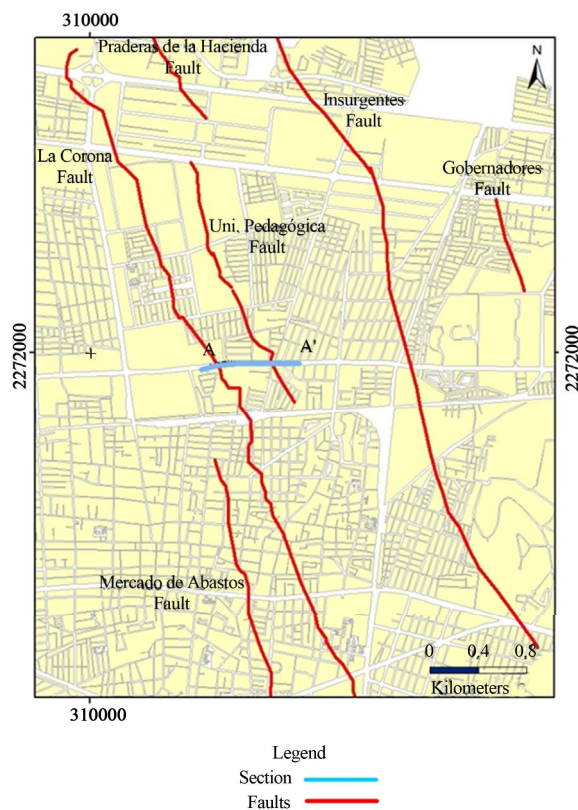 310000
Praderas de la Hacienda
Fault
N
Insurgentes
Fault
La Corona
Fault
Gobernadores
Fault
Uni. Pedagógica
Fault
2272000
2272000
A
A'
Mercado de Abastos
Fault
0 0,4 0,8
Kilometers
310000
Legend
Section
Faults